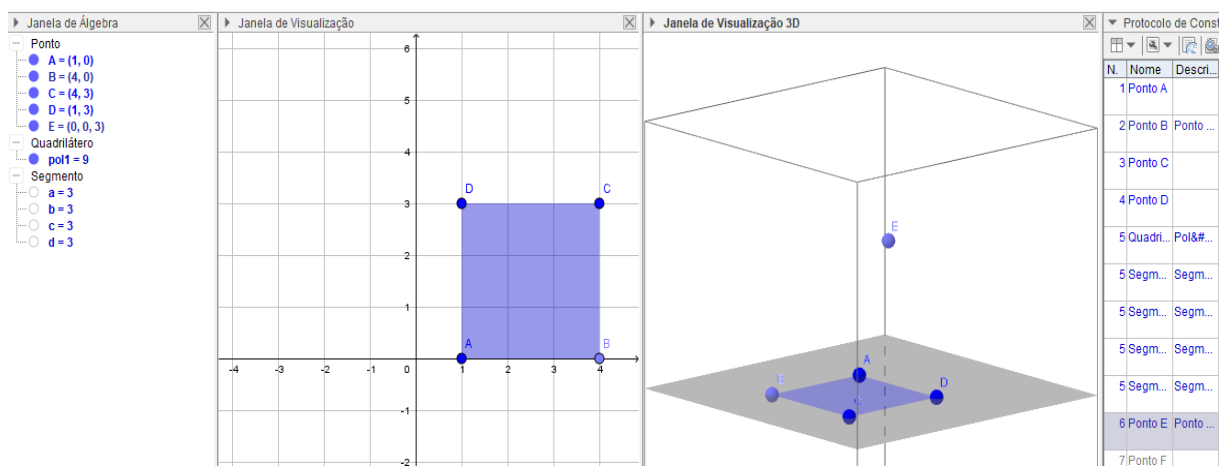 Janela de Álgebra
Ponto
A = (1, 0)
B = (4, 0)
C = (4, 3)
D = (1, 3)
E = (0, 0, 3)
Quadrilátero
pol1 = 9
Segmento
a = 3
b = 3
c = 3
d = 3
Janela de Visualização
6
5
4
3
2
1
0
-1
-2
-4
-3
-2
-1
1
2
3
4
D
C
A
B
Janela de Visualização 3D
E
A
B
D
C
Protocolo de Const
N. Nome Descri...
1 Ponto A
2 Ponto B Ponto ...
3 Ponto C
4 Ponto D
5 Quadri... Pol&#...
5 Segm... Segm...
5 Segm... Segm...
5 Segm... Segm...
5 Segm... Segm...
6 Ponto E Ponto ...
7 Ponto F